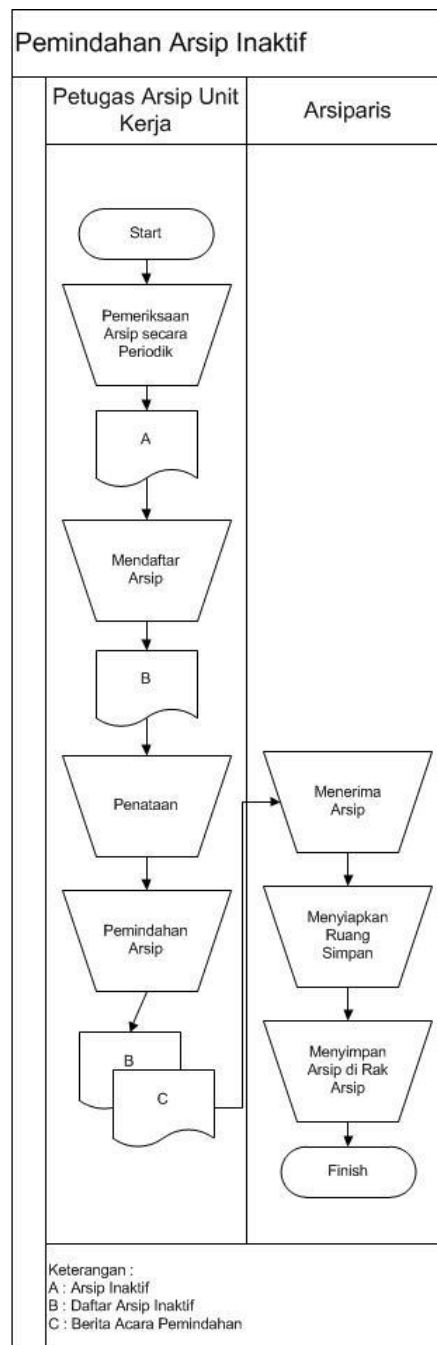 Pemindahan Arsip Inaktif
Petugas Arsip Unit
Kerja
Arsiparis
Start
Pemeriksaan
Arsip secara
Periodik
A
Mendaftar
Arsip
B
Penataan
Pemindahan
Arsip
B
C
Menerima
Arsip
Menyiapkan
Ruang
Simpan
Menyimpan
Arsip di Rak
Arsip
Finish
Keterangan :
A : Arsip Inaktif
B : Daftar Arsip Inaktif
C : Berita Acara Pemindahan